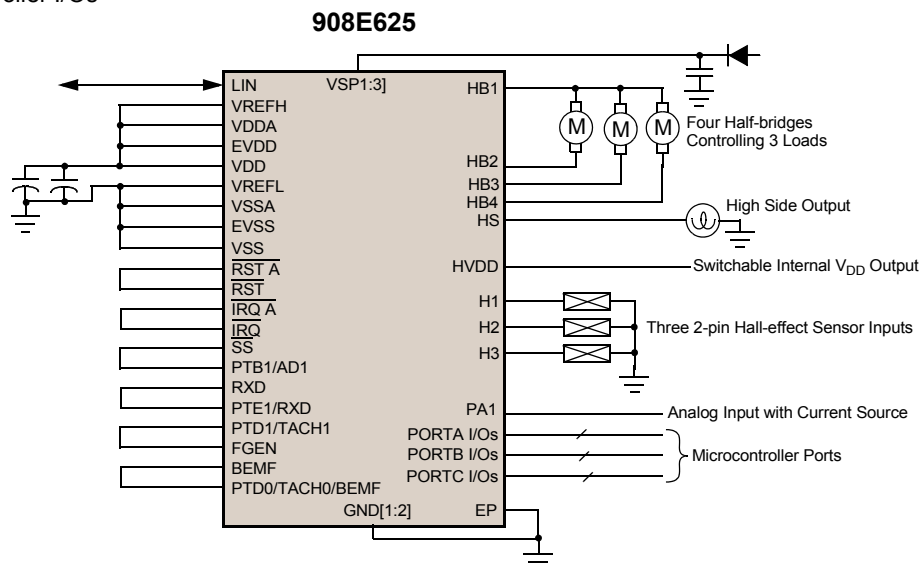 908E625
LIN
VREFH
VDDA
EVDD
VDD
VREFL
VSSA
EVSS
VSS
RST A
RST
IRQ A
IRQ
SS
PTB1/AD1
RXD
PTE1/RXD
PTD1/TACH1
FGEN
BEMF
PTD0/TACH0/BEMF
VSP1:3]
GND[1:2]
HB1
HB2
HB3
HB4
HS
HVDD
H1
H2
H3
PA1
PORTA I/Os
PORTB I/Os
PORTC I/Os
EP
M M M
Four Half-bridges
Controlling 3 Loads
High Side Output
Switchable Internal VDD Output
Three 2-pin Hall-effect Sensor Inputs
Analog Input with Current Source
Microcontroller Ports